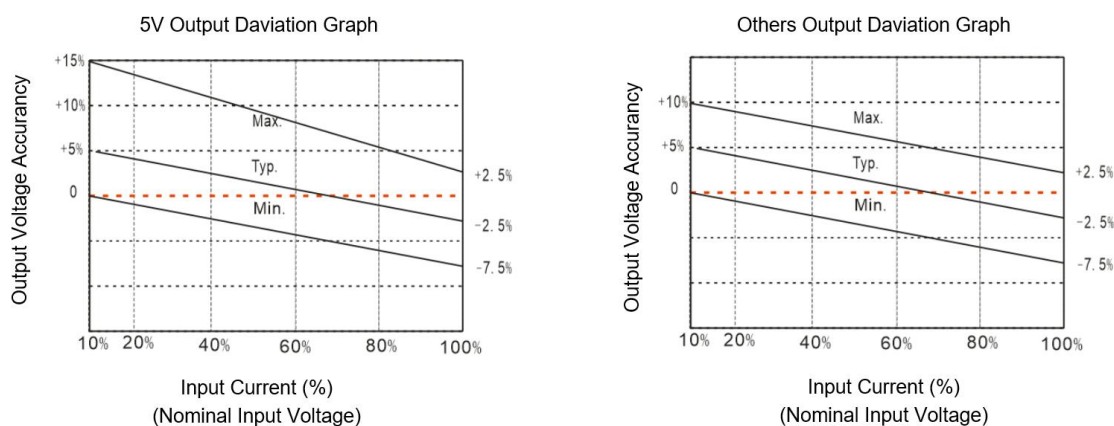 5V Output Daviation Graph
Output Voltage Accurancy
+15%
+10%
+5%
0
Max.
Typ.
Min.
+2.5%
-2.5%
-7.5%
10% 20% 40% 60% 80% 100%
Input Current (%)
(Nominal Input Voltage)
Others Output Daviation Graph
Output Voltage Accurancy
+10%
+5%
0
Max.
Typ.
Min.
+2.5%
-2.5%
-7.5%
10% 20% 40% 60% 80% 100%
Input Current (%)
(Nominal Input Voltage)